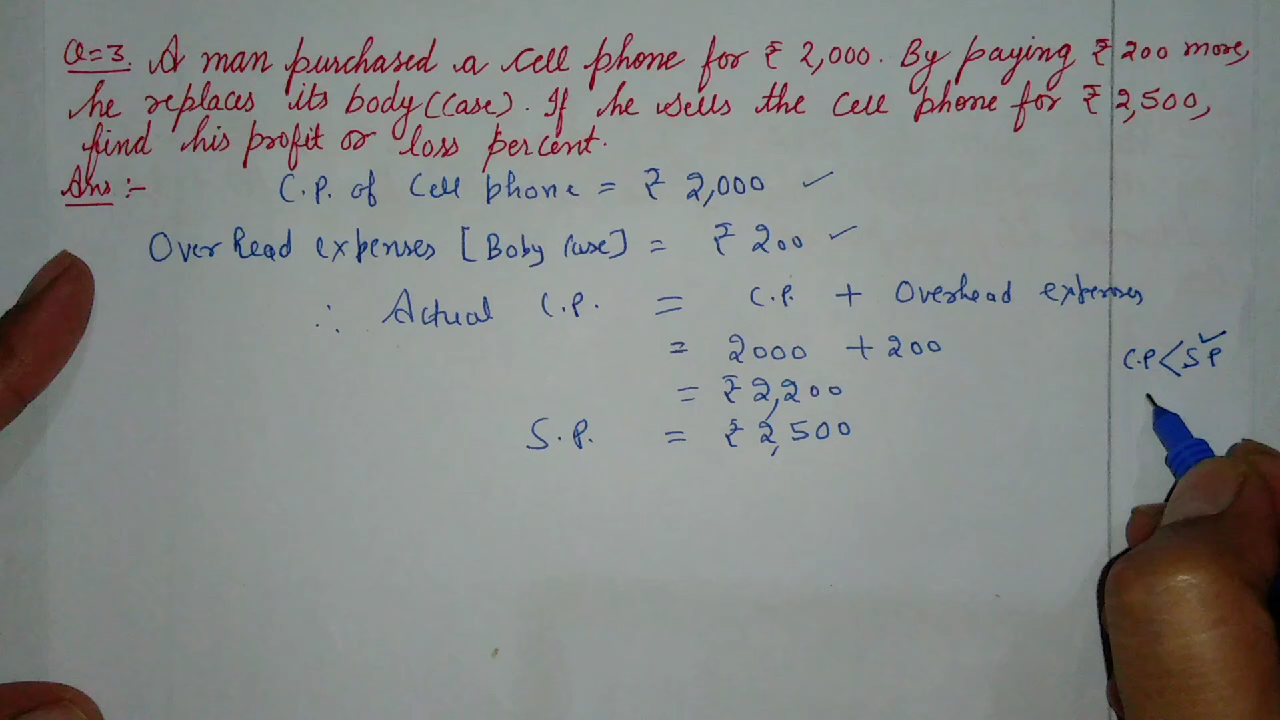 Q=3. A man purchased a cell phone for ₹ 2,000. By paying ₹ 200 more,
he replaces its body (case). If he sells the cell phone for ₹ 2,500,
find his profit or loss percent.
Ans :-
C.P. of Cell phone = ₹ 2,000 ✓
Over head expenses [Boby Case] = ₹ 200 ✓
∴ Actual C.P. = C.P. + Overhead expenses
= 2000 + 200
= ₹ 2,200
C.P < S P ✓
S.P. = ₹ 2,500